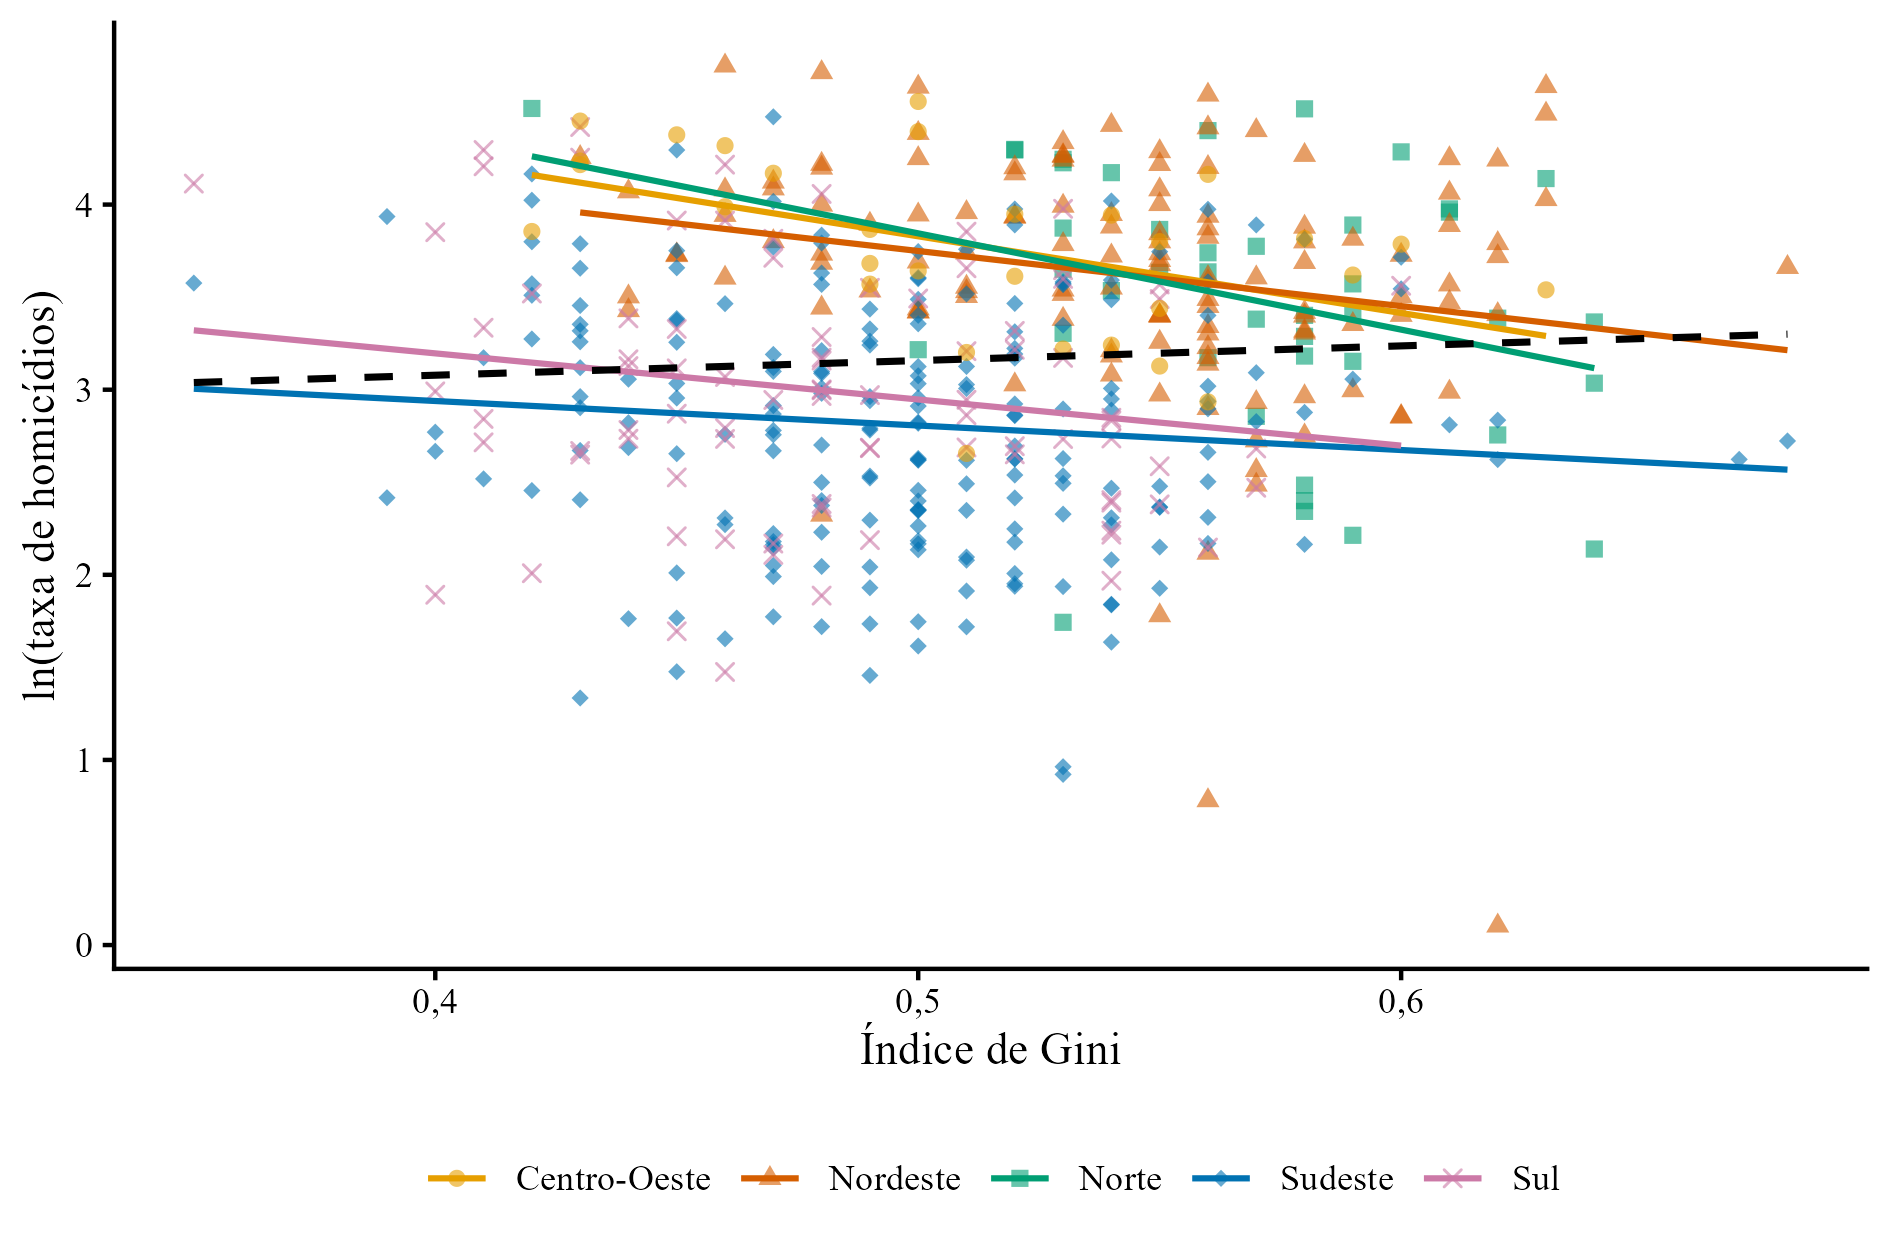 ln(taxa de homicídios)
4
3
2
1
0
0,4 0,5 0,6
Índice de Gini
Centro-Oeste Nordeste Norte Sudeste Sul